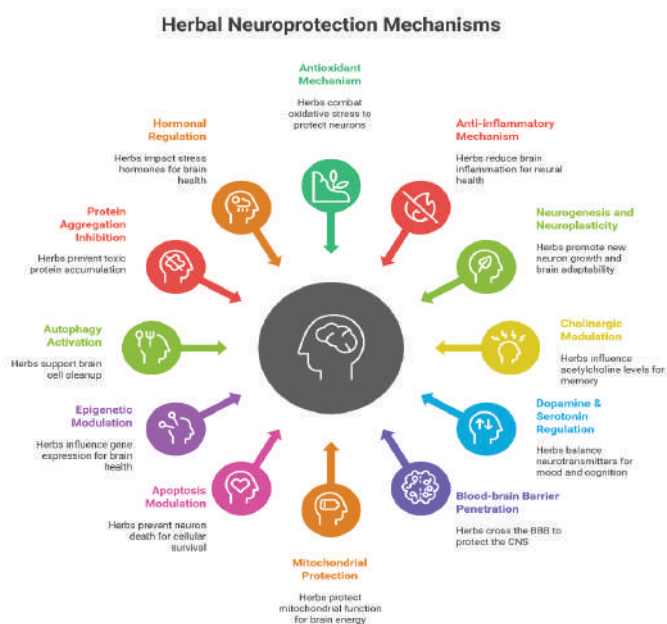 Herbal Neuroprotection Mechanisms
Antioxidant
Mechanism
Herbs combat
oxidative stress to
protect neurons
Anti-inflammatory
Mechanism
Herbs reduce brain
inflammation for neural
health
Neurogenesis and
Neuroplasticity
Herbs promote new
neuron growth and
brain adaptability
Cholinergic
Modulation
Herbs influence
acetylcholine levels for
memory
Dopamine &
Serotonin
Regulation
Herbs balance
neurotransmitters for
mood and cognition
Blood-brain Barrier
Penetration
Herbs cross the BBB to
protect the CNS
Mitochondrial
Protection
Herbs protect
mitochondrial function
for brain energy
Apoptosis
Modulation
Herbs prevent neuron
death for cellular
survival
Epigenetic
Modulation
Herbs influence gene
expression for brain
health
Autophagy
Activation
Herbs support brain
cell cleanup
Protein
Aggregation
Inhibition
Herbs prevent toxic
protein accumulation
Hormonal
Regulation
Herbs impact stress
hormones for brain
health